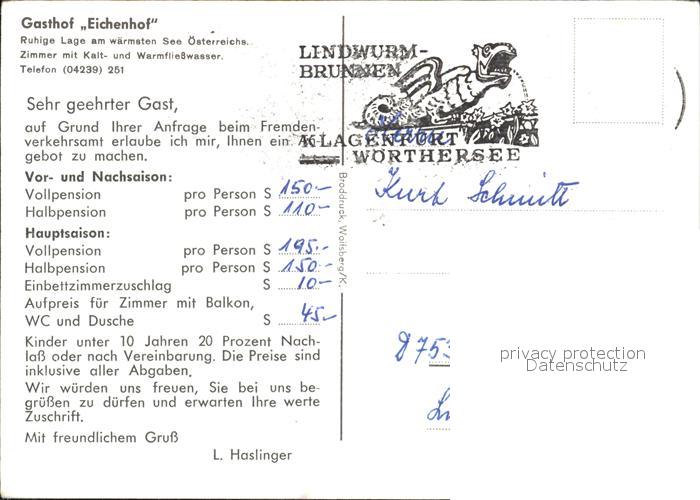 Gasthof „Eichenhof“
Ruhige Lage am wärmsten See Österreichs.
Zimmer mit Kalt- und Warmfließwasser.
Telefon (04239) 251
Sehr geehrter Gast,
auf Grund Ihrer Anfrage beim Fremden-
verkehrsamt erlaube ich mir, Ihnen ein An-
gebot zu machen.
Vor- und Nachsaison:
Vollpension pro Person S 150-
Halbpension pro Person S 110-
Hauptsaison:
Vollpension pro Person S 195.-
Halbpension pro Person S 150.-
Einbettzimmerzuschlag S 10-
Aufpreis für Zimmer mit Balkon,
WC und Dusche S 45.-
Kinder unter 10 Jahren 20 Prozent Nach-
laß oder nach Vereinbarung. Die Preise sind
inklusive aller Abgaben.
Wir würden uns freuen, Sie bei uns be-
grüßen zu dürfen und erwarten Ihre werte
Zuschrift.
Mit freundlichem Gruß
L. Haslinger
Broddruck, Wolfsberg/K.
LINDWURM-
BRUNNEN
KLAGENFURT
WÖRTHERSEE
Kurt Schmitt
D 753
privacy protection
Datenschutz